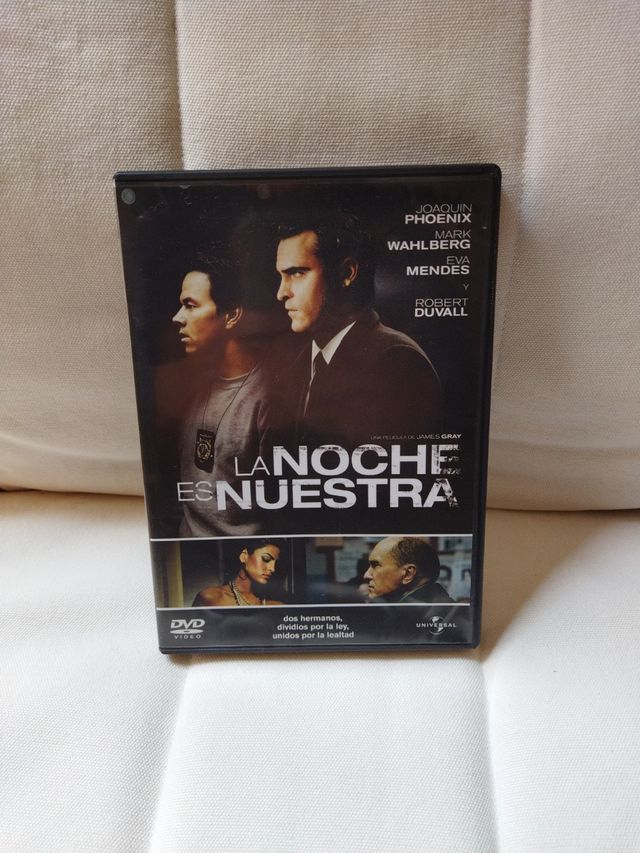 JOAQUIN
PHOENIX
MARK
WAHLBERG
EVA
MENDES
Y
ROBERT
DUVALL
UNA PELÍCULA DE JAMES GRAY
LA NOCHE
ES NUESTRA
dos hermanos,
dividios por la ley,
unidos por la lealtad
DVD
VIDEO
UNIVERSAL